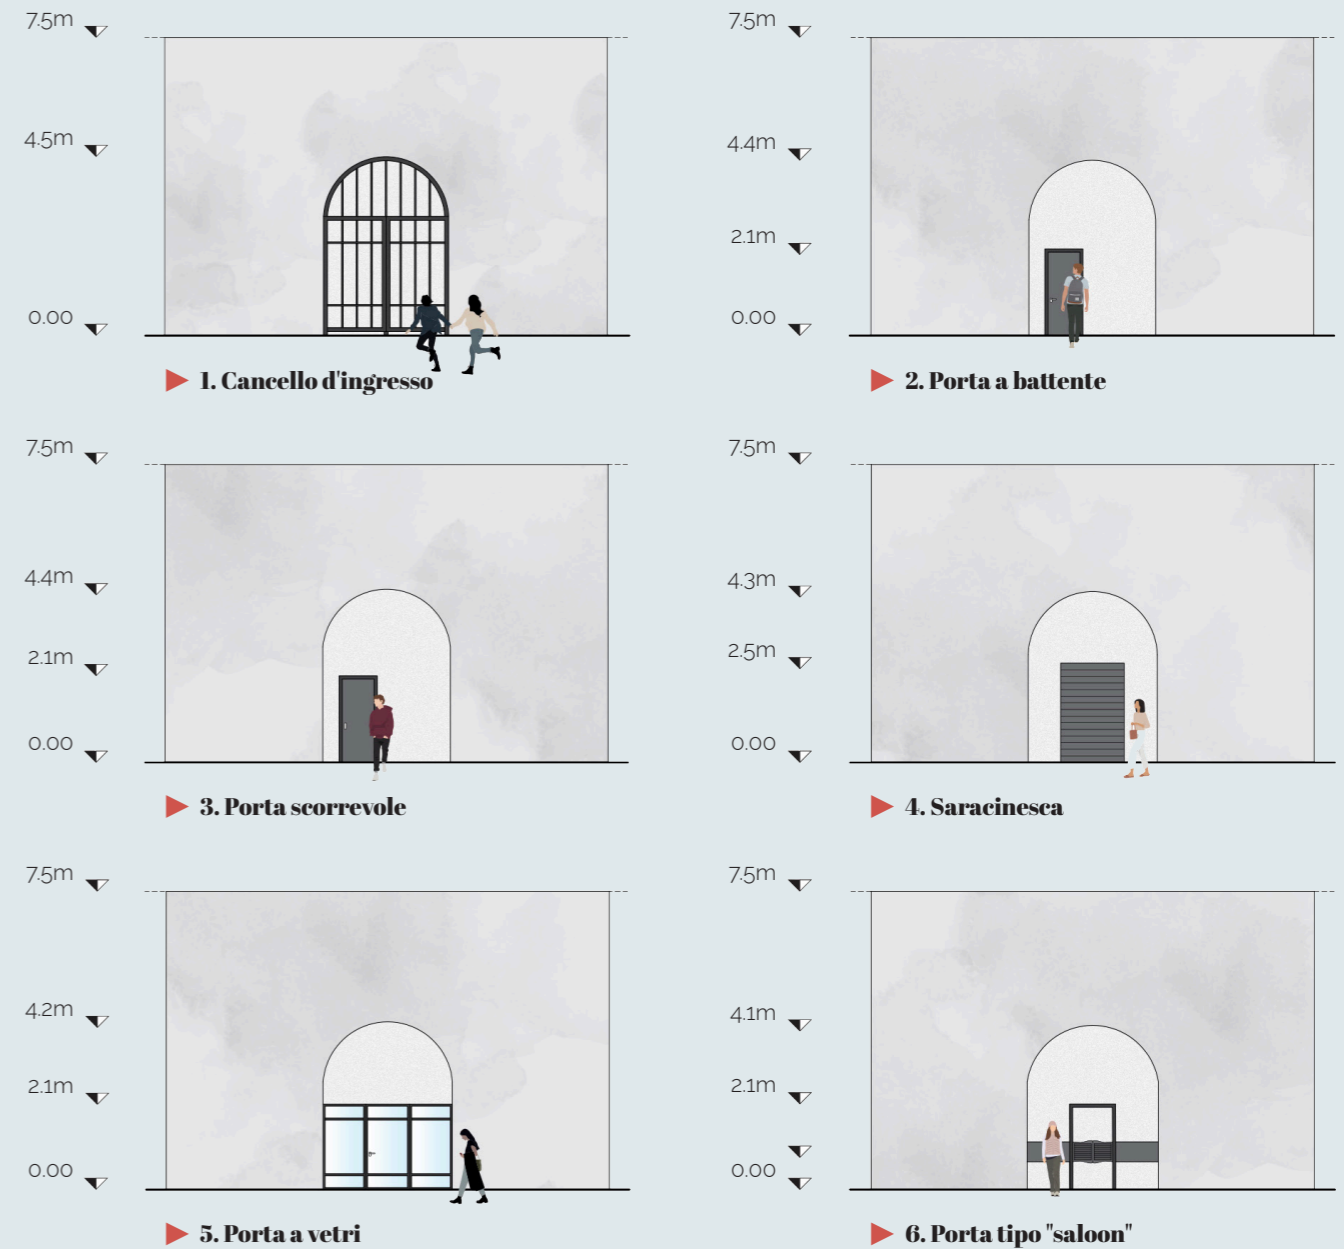 7.5m
4.5m
0.00
1. Cancello d'ingresso
7.5m
4.4m
2.1m
0.00
2. Porta a battente
7.5m
4.4m
2.1m
0.00
3. Porta scorrevole
7.5m
4.3m
2.5m
0.00
4. Saracinesca
7.5m
4.2m
2.1m
0.00
5. Porta a vetri
7.5m
4.1m
2.1m
0.00
6. Porta tipo "saloon"